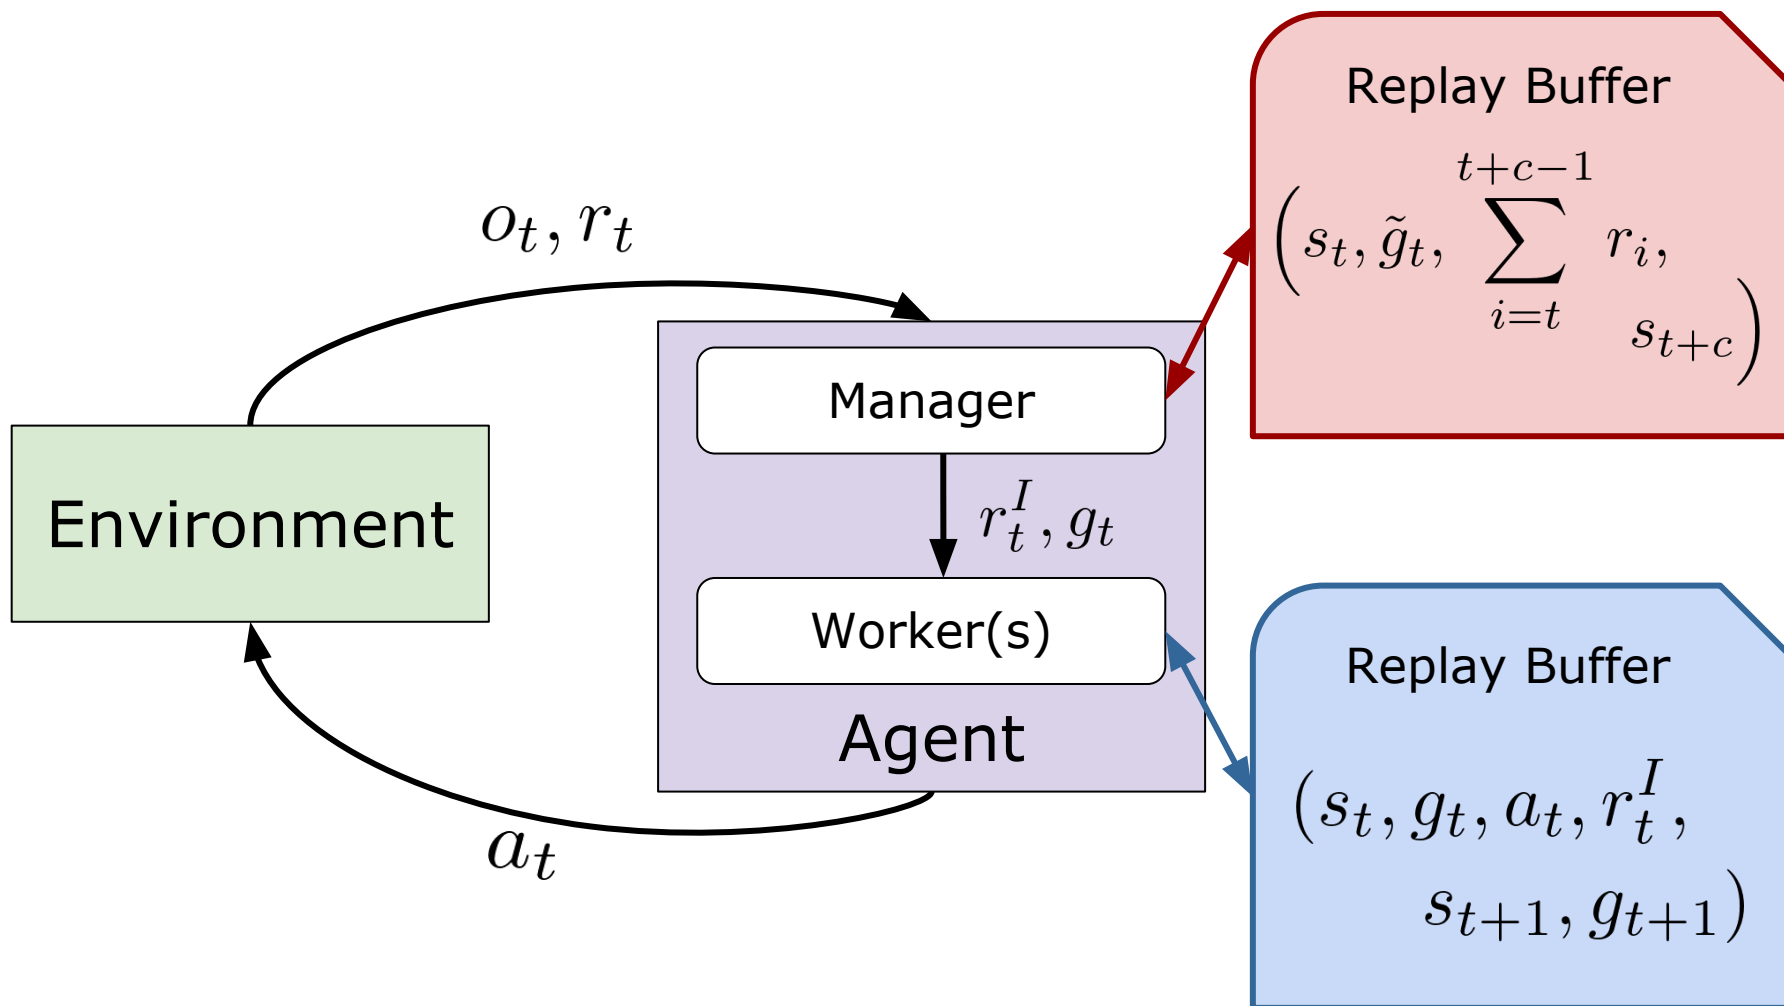 Replay Buffer
t+c−1
(s_t, g̃_t, ∑ r_i,
i=t
s_{t+c})
o_t, r_t
Manager
Environment
r_t^I, g_t
Worker(s)
Agent
a_t
Replay Buffer
(s_t, g_t, a_t, r_t^I,
s_{t+1}, g_{t+1})